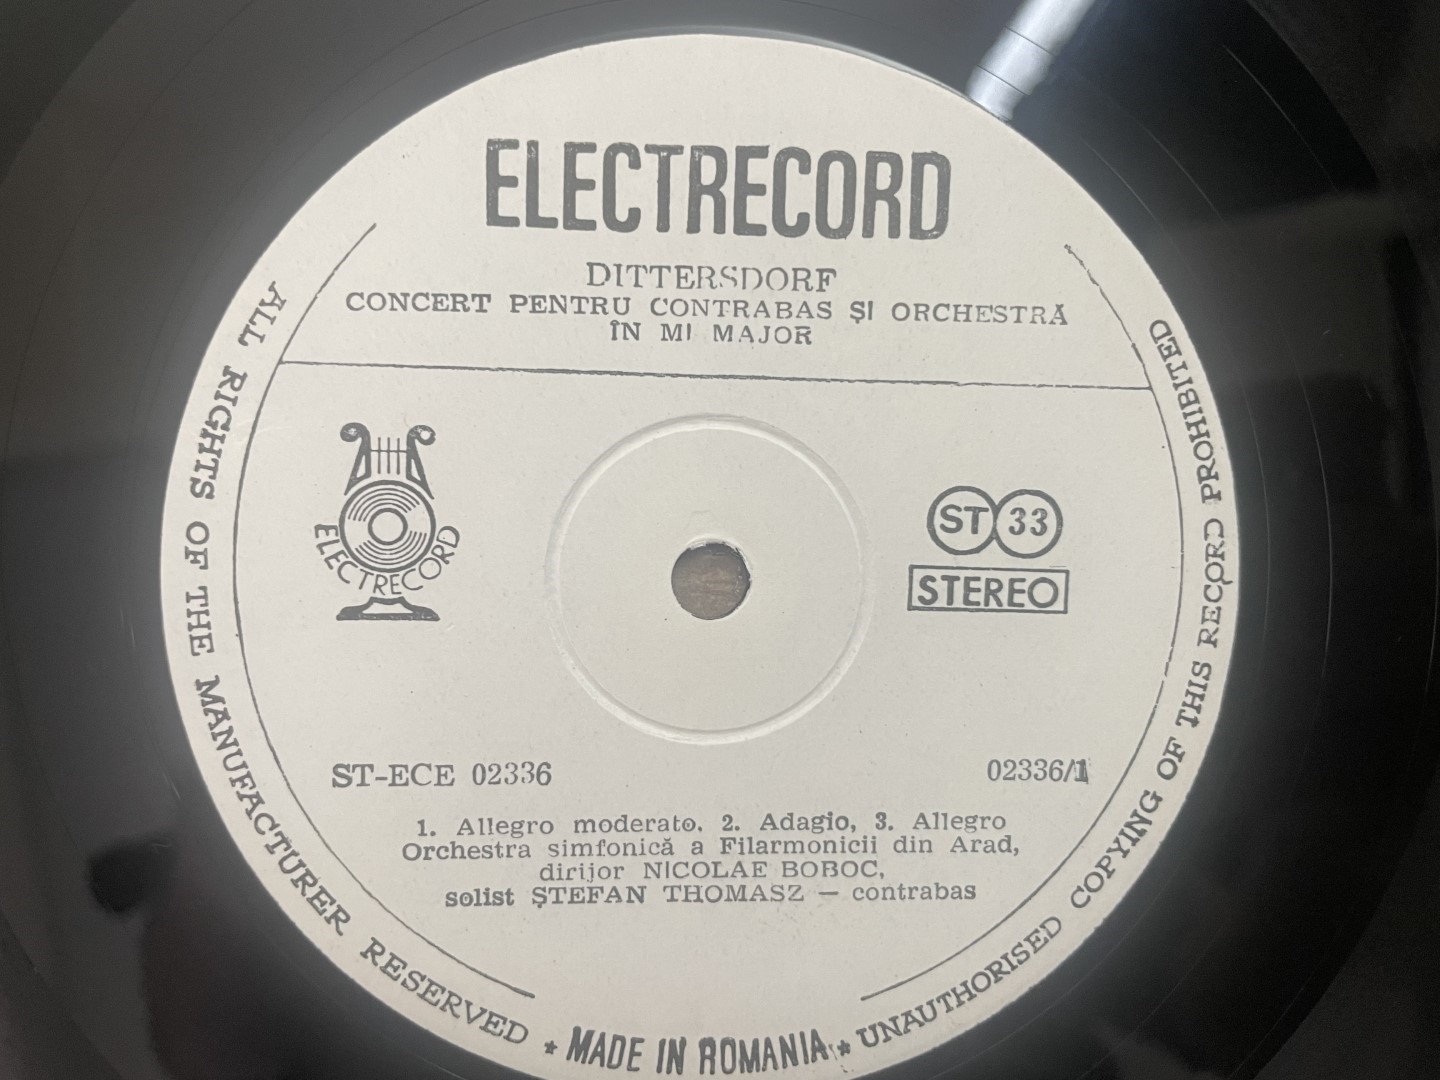 ELECTRECORD
DITTERSDORF
CONCERT PENTRU CONTRABAS ȘI ORCHESTRĂ
ÎN MI MAJOR
ELECTRECORD
ST 33
STEREO
ST-ECE 02336
02336/1
1. Allegro moderato. 2. Adagio, 3. Allegro
Orchestra simfonică a Filarmonicii din Arad,
dirijor NICOLAE BOBOC,
solist ȘTEFAN THOMASZ — contrabas
ALL RIGHTS OF THE MANUFACTURER RESERVED * MADE IN ROMANIA * UNAUTHORISED COPYING OF THIS RECORD PROHIBITED